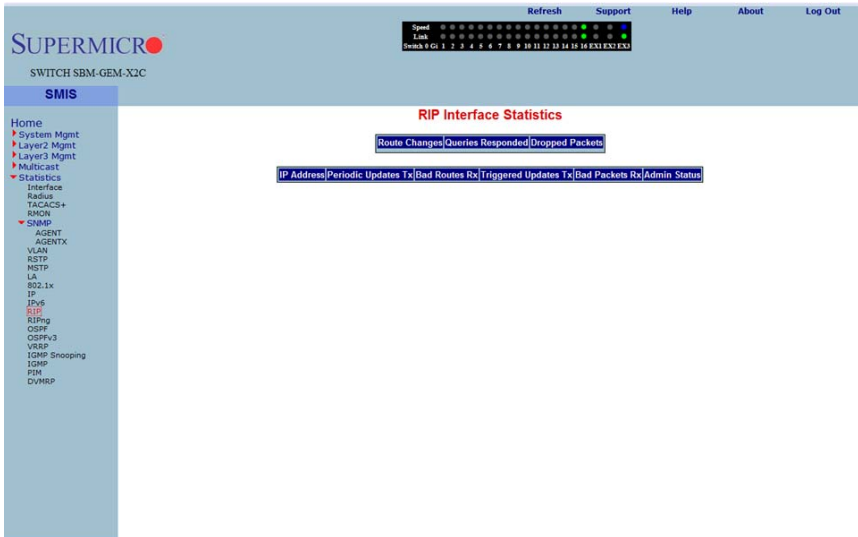 Refresh Support Help About Log Out
SUPERMICRO
Speed
Link
Switch 0 Gi 1 2 3 4 5 6 7 8 9 10 11 12 13 14 15 16 EX1 EX2 EX3
SWITCH SBM-GEM-X2C
SMIS
Home
System Mgmt
Layer2 Mgmt
Layer3 Mgmt
Multicast
Statistics
Interface
Radius
TACACS+
RMON
SNMP
AGENT
AGENTX
VLAN
RSTP
MSTP
LA
802.1x
IP
IPv6
RIP
RIPng
OSPF
OSPFv3
VRRP
IGMP Snooping
IGMP
PIM
DVMRP
RIP Interface Statistics
Route Changes Queries Responded Dropped Packets
IP Address Periodic Updates Tx Bad Routes Rx Triggered Updates Tx Bad Packets Rx Admin Status